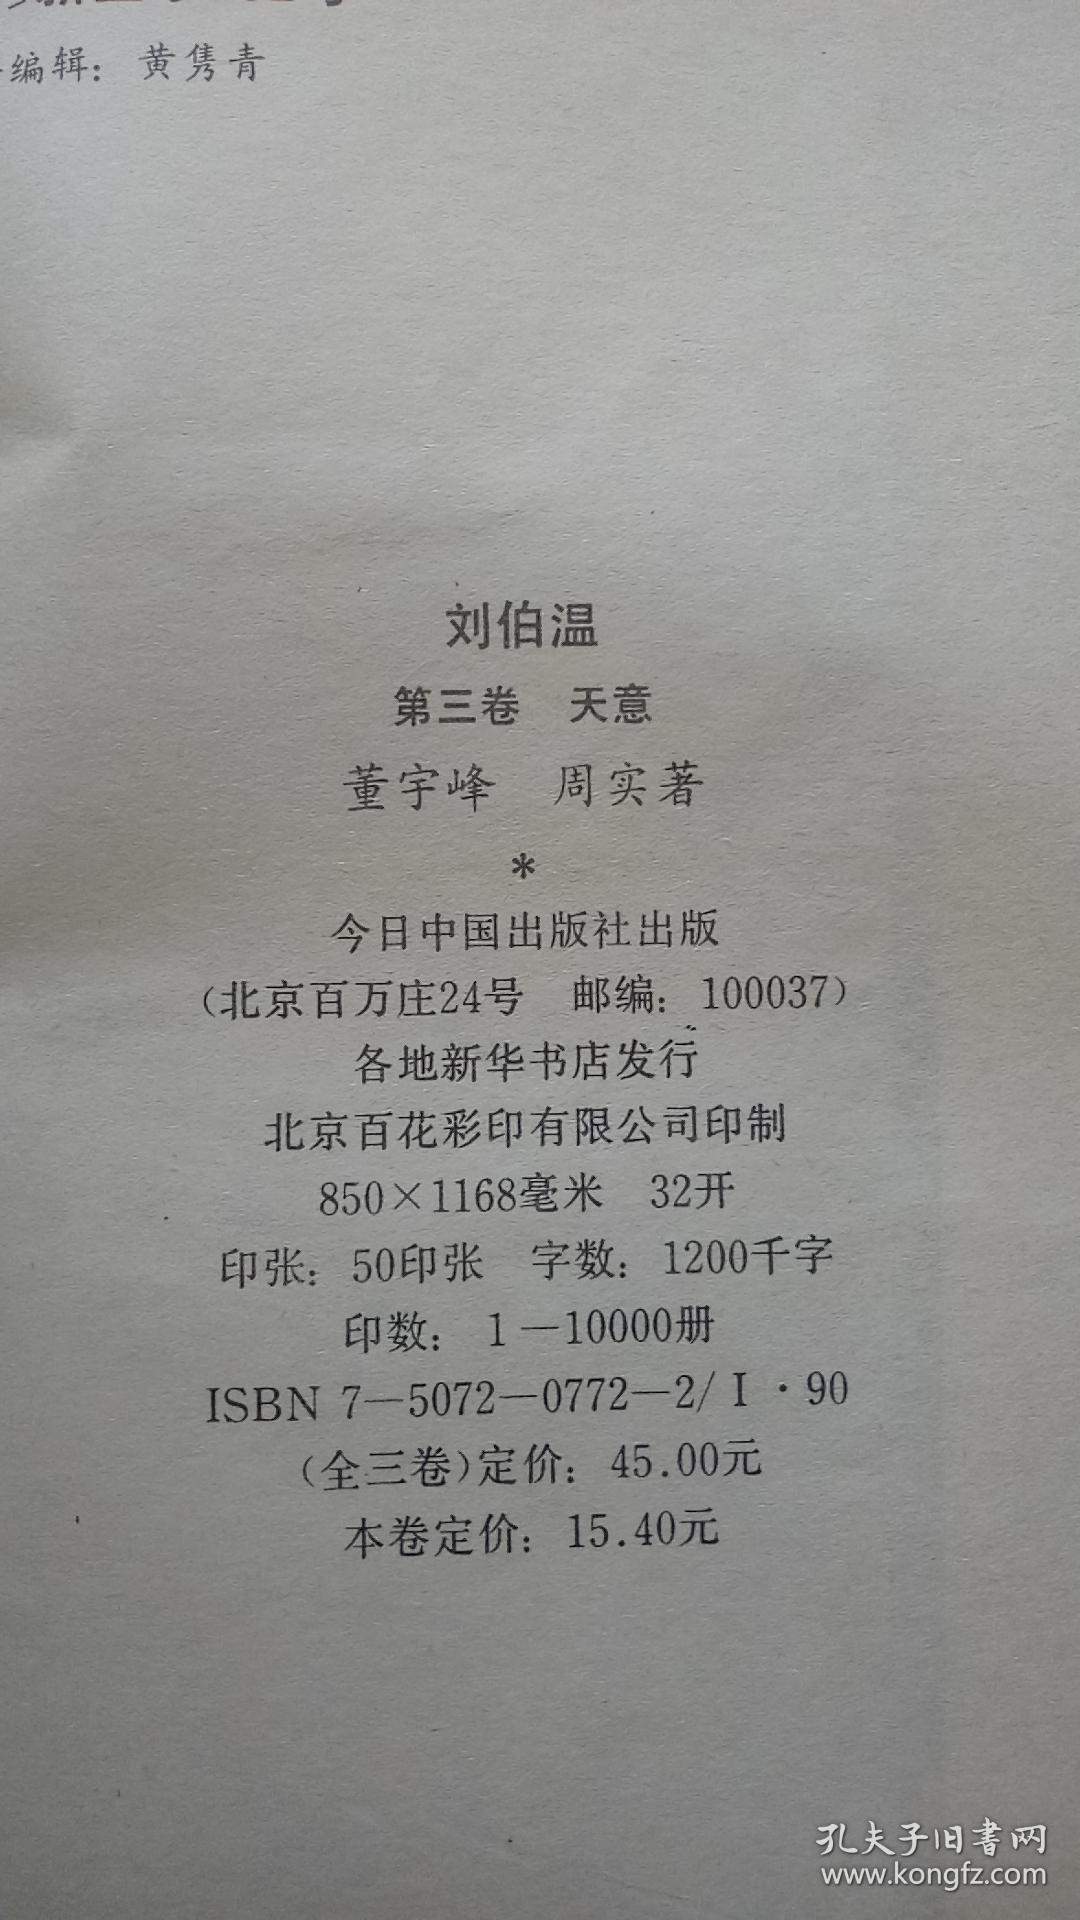 编辑：黄隽青
刘伯温
第三卷　天意
董宇峰　周实著
*
今日中国出版社出版
（北京百万庄24号　邮编：100037）
各地新华书店发行
北京百花彩印有限公司印制
850×1168毫米　32开
印张：50印张　字数：1200千字
印数：1—10000册
ISBN 7—5072—0772—2/I·90
（全三卷）定价：45.00元
本卷定价：15.40元
孔夫子旧书网
www.kongfz.com